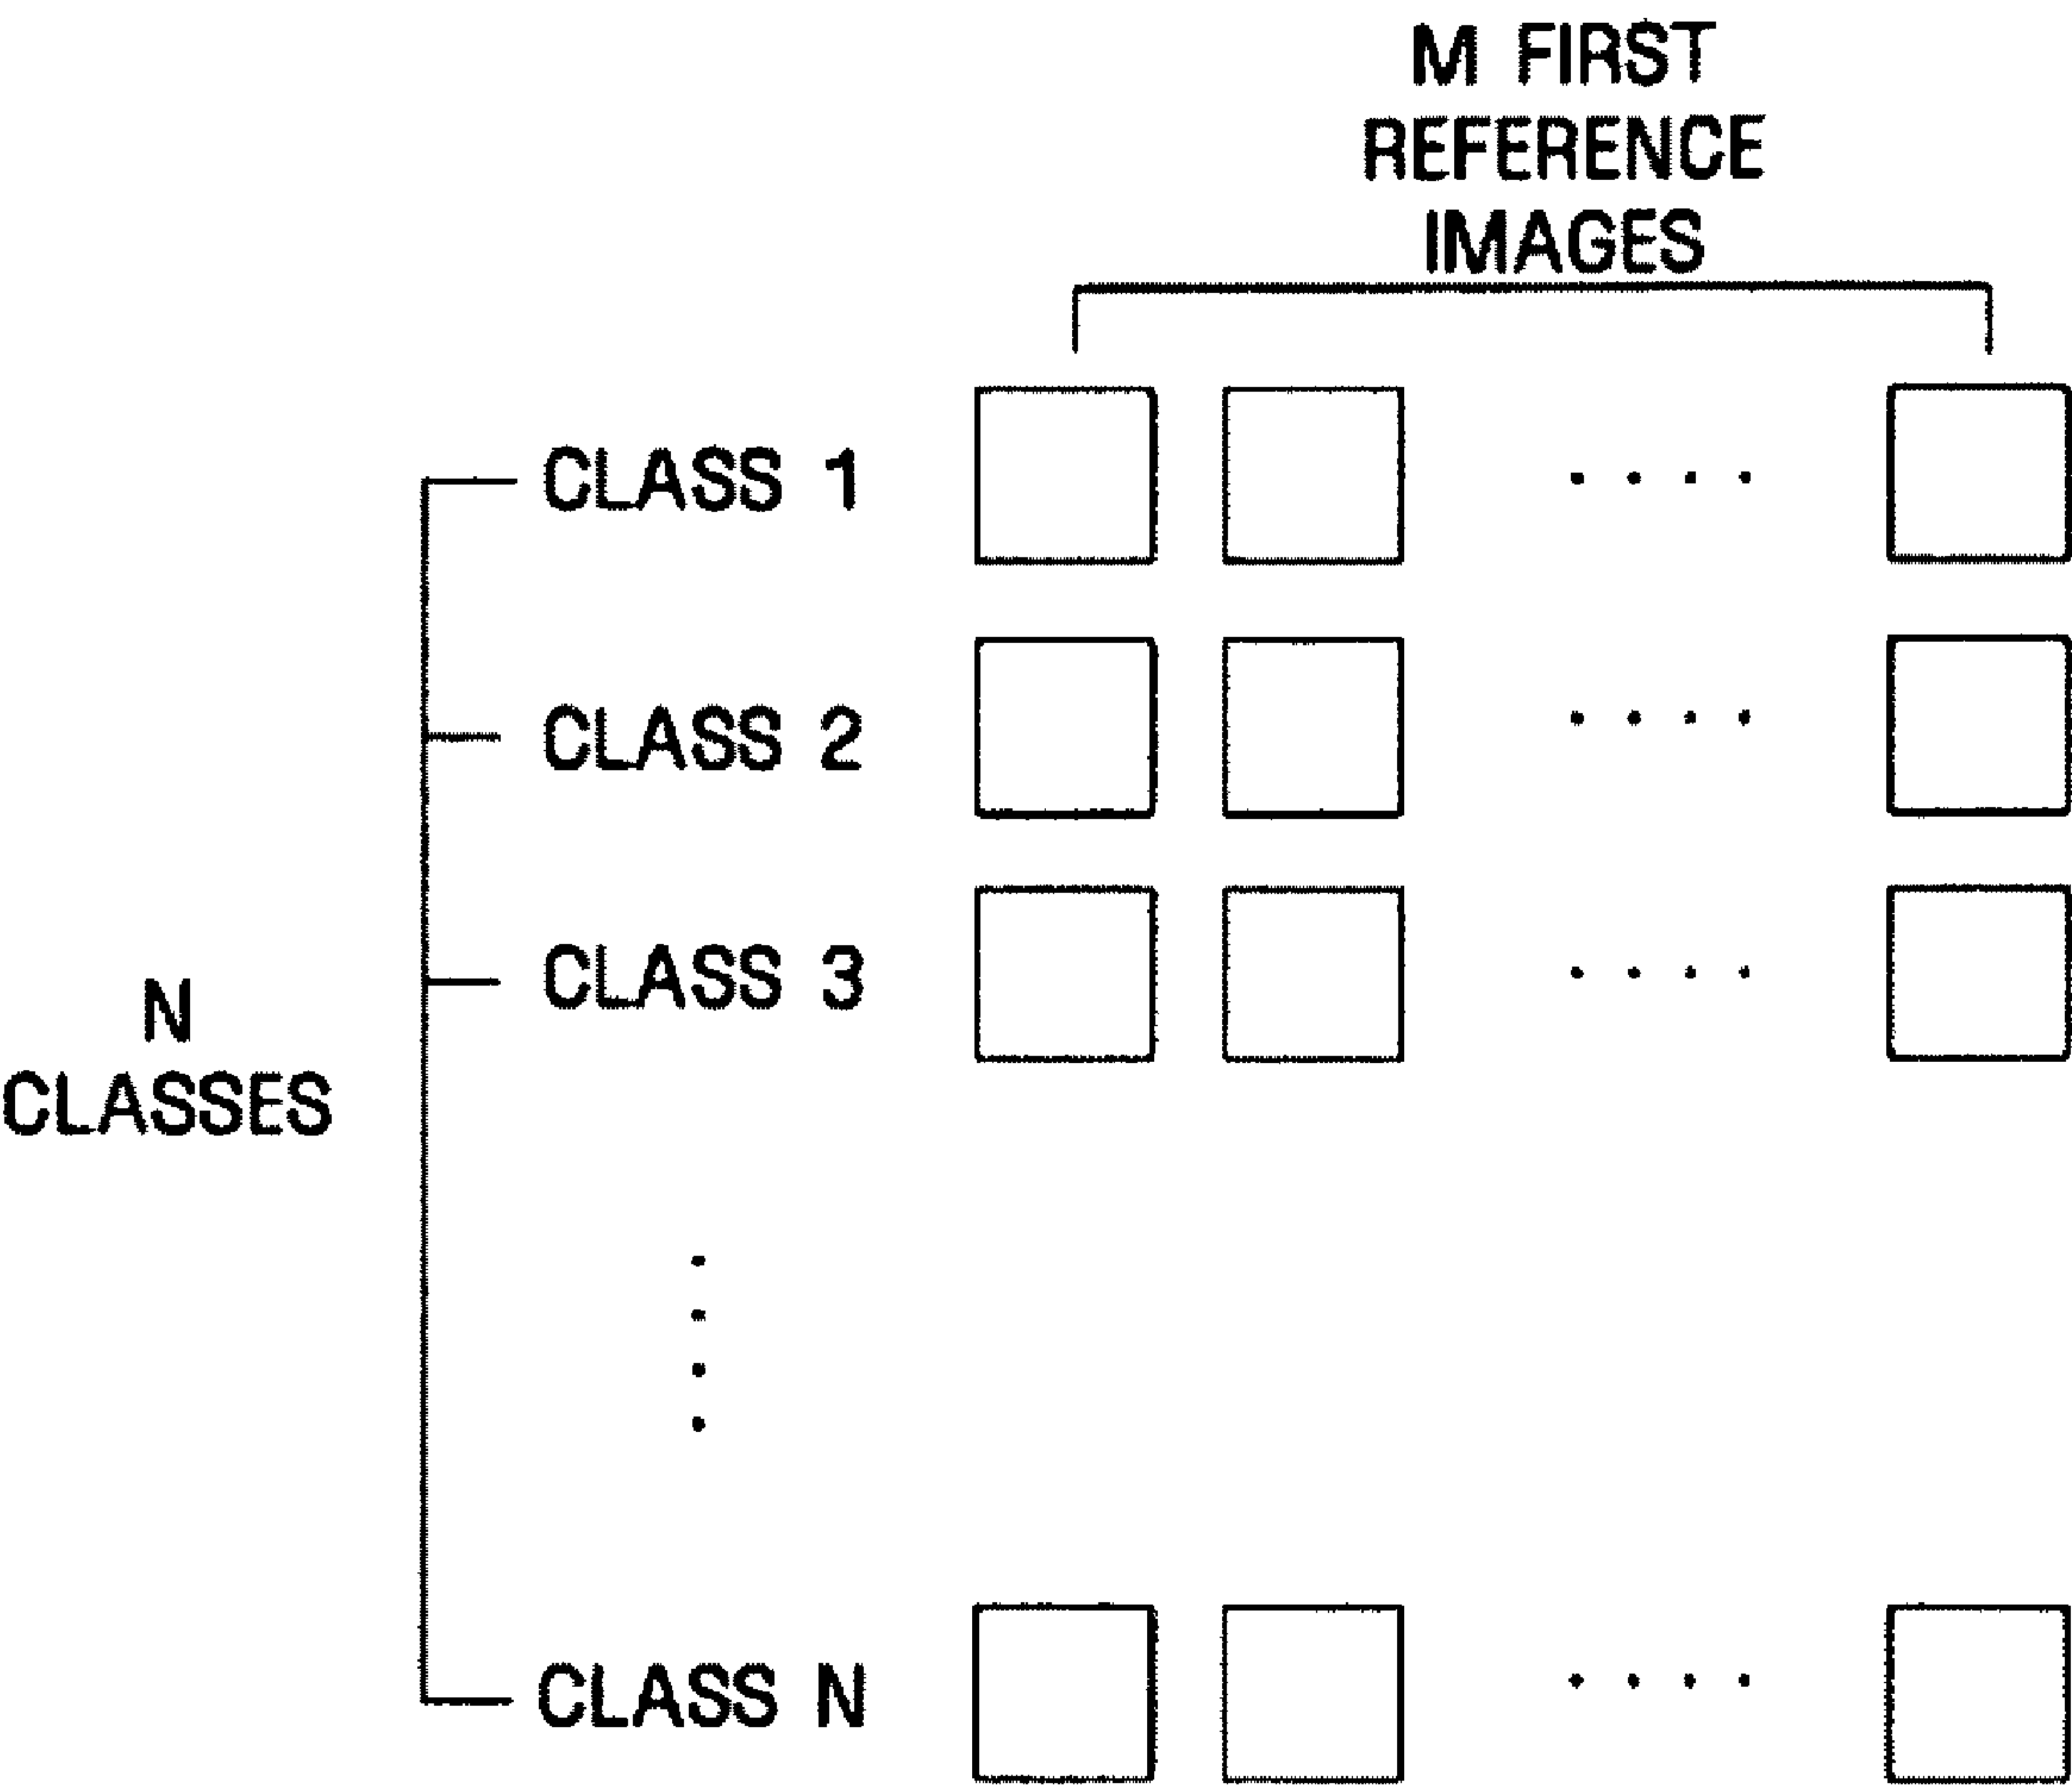 M FIRST
REFERENCE
IMAGES
CLASS 1
CLASS 2
CLASS 3
N
CLASSES
CLASS N